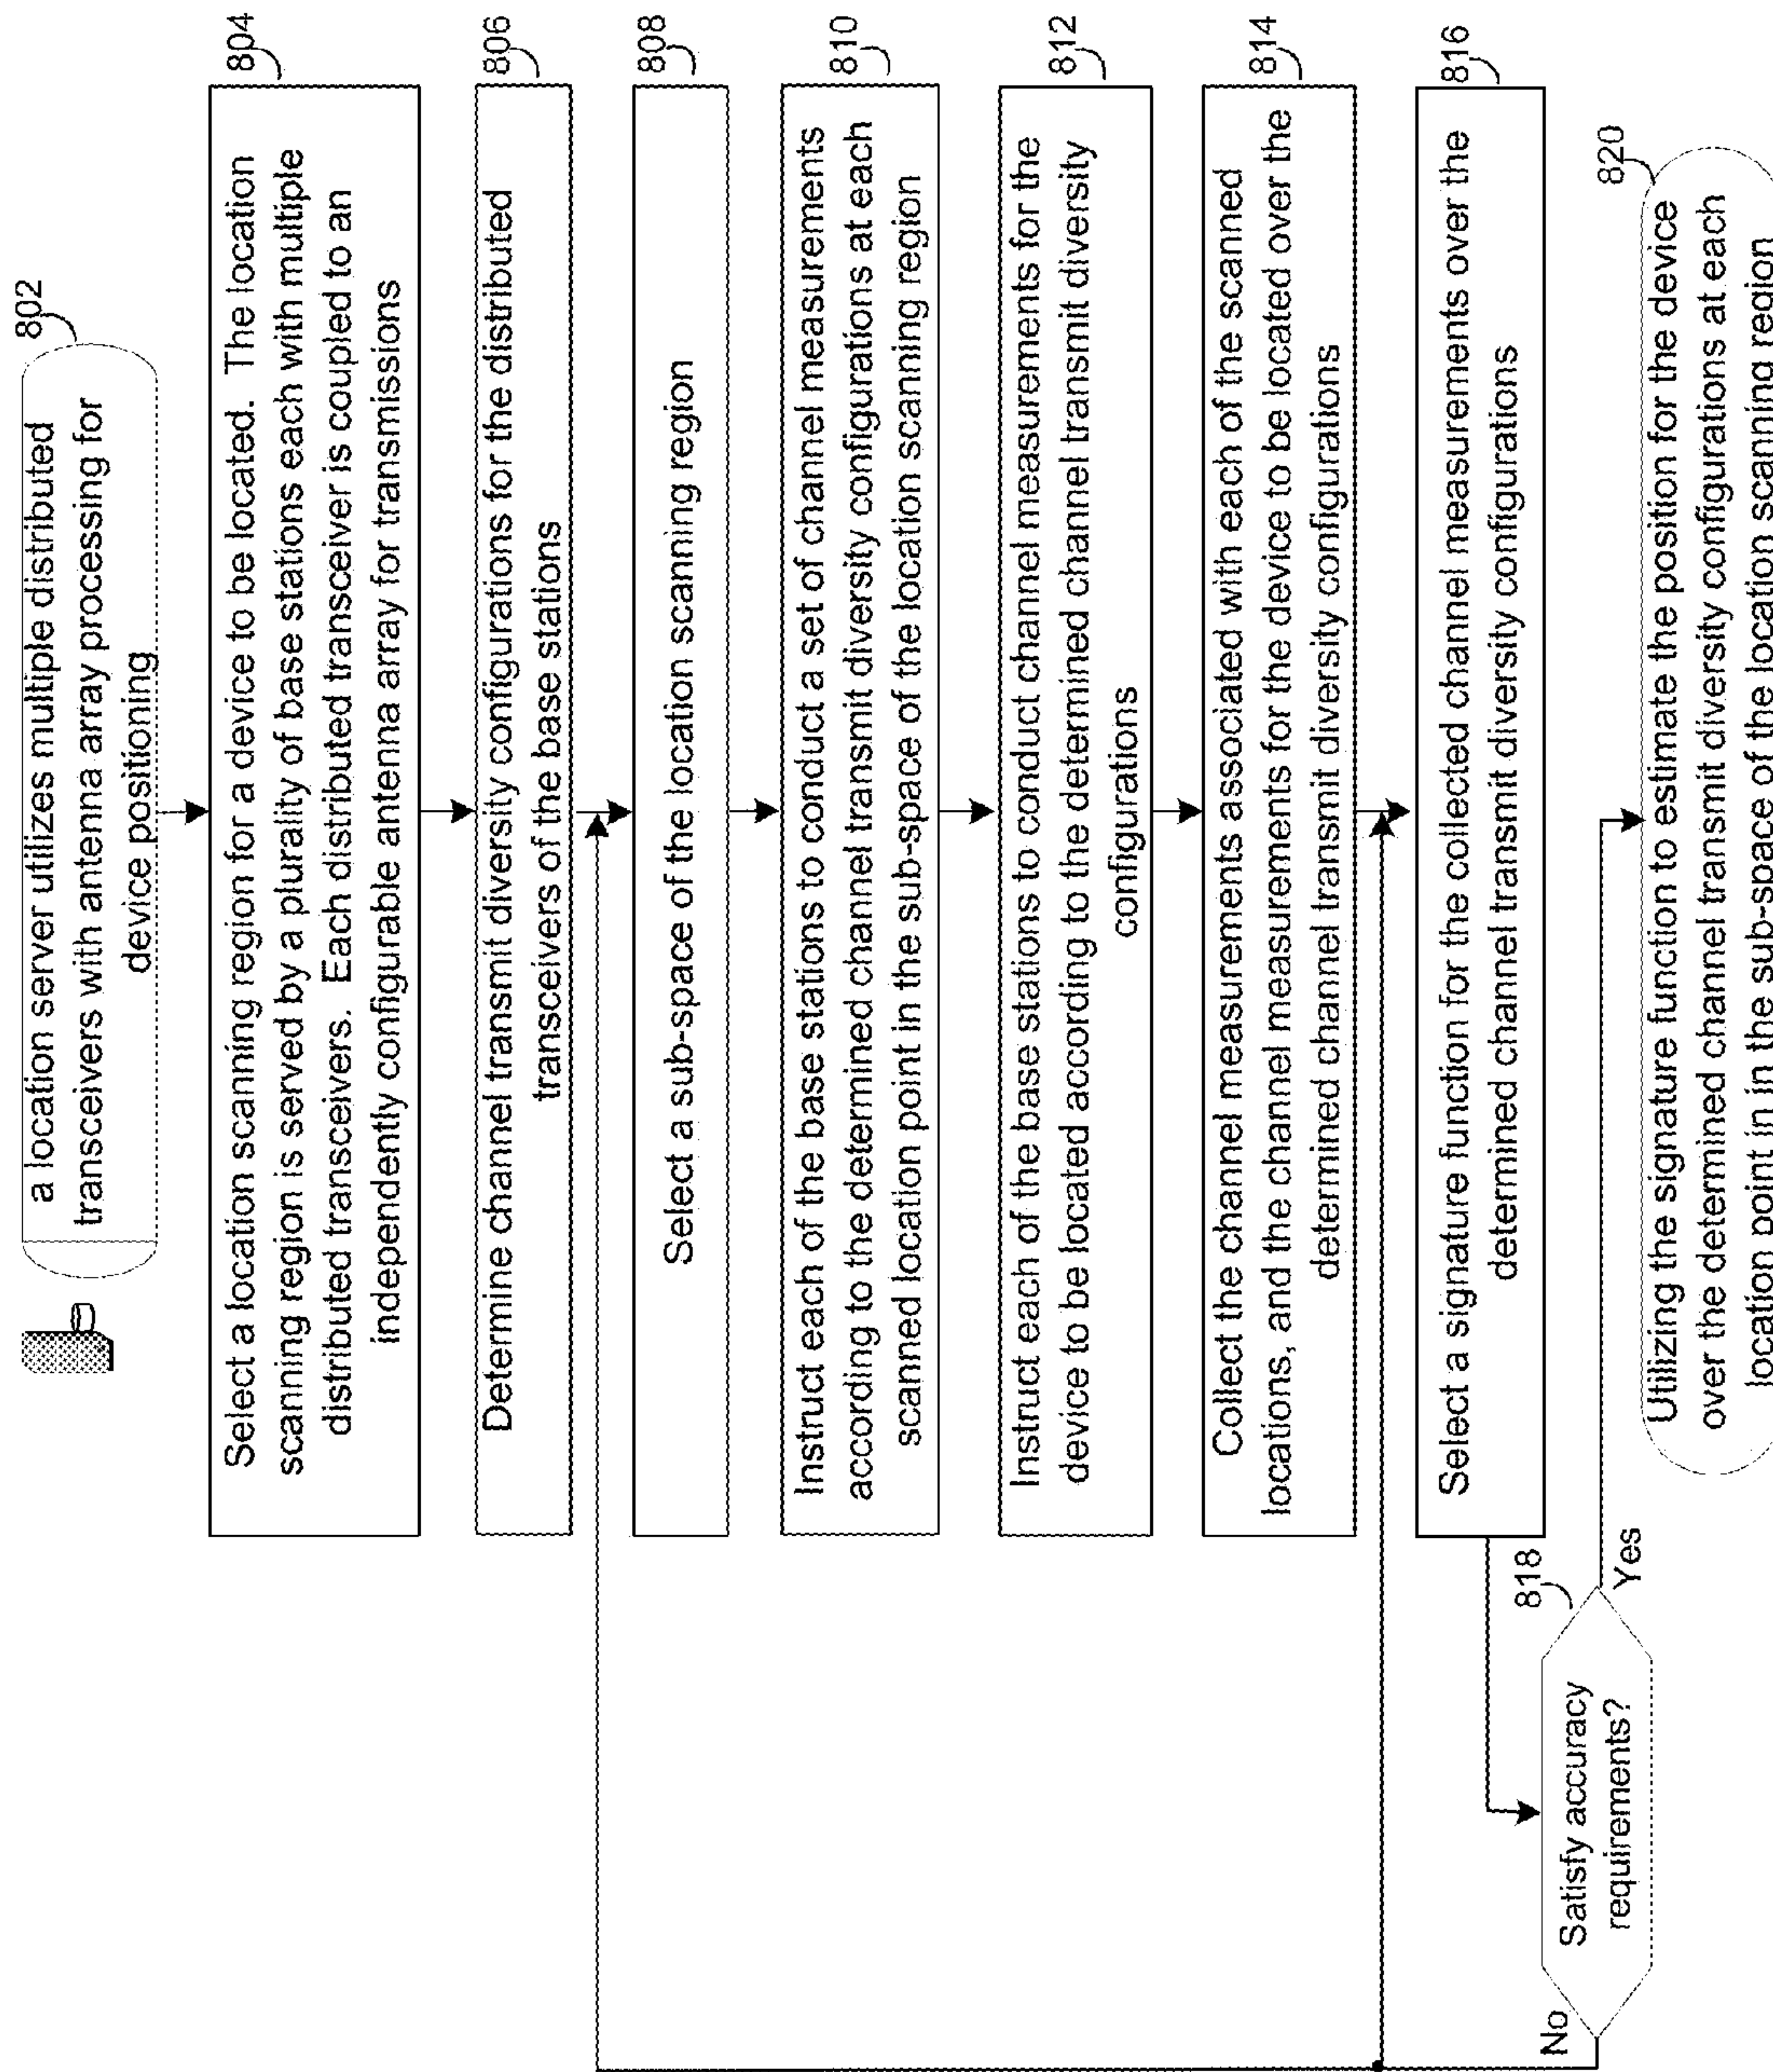 802
a location server utilizes multiple distributed
transceivers with antenna array processing for
device positioning
804
Select a location scanning region for a device to be located. The location
scanning region is served by a plurality of base stations each with multiple
distributed transceivers. Each distributed transceiver is coupled to an
independently configurable antenna array for transmissions
806
Determine channel transmit diversity configurations for the distributed
transceivers of the base stations
808
Select a sub-space of the location scanning region
810
Instruct each of the base stations to conduct a set of channel measurements
according to the determined channel transmit diversity configurations at each
scanned location point in the sub-space of the location scanning region
812
Instruct each of the base stations to conduct channel measurements for the
device to be located according to the determined channel transmit diversity
configurations
814
Collect the channel measurements associated with each of the scanned
locations, and the channel measurements for the device to be located over the
determined channel transmit diversity configurations
816
Select a signature function for the collected channel measurements over the
determined channel transmit diversity configurations
818
Satisfy accuracy
requirements?
No
Yes
820
Utilizing the signature function to estimate the position for the device
over the determined channel transmit diversity configurations at each
location point in in the sub-space of the location scanning region